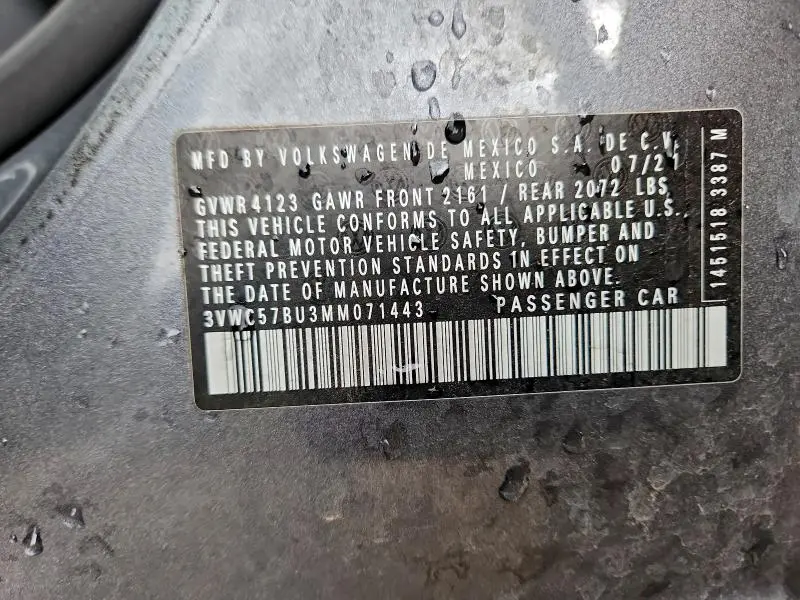 MFD BY VOLKSWAGEN DE MEXICO S.A. DE C.V.
MEXICO 07/21
GVWR 4123 GAWR FRONT 2161 / REAR 2072 LBS
THIS VEHICLE CONFORMS TO ALL APPLICABLE U.S.,
FEDERAL MOTOR VEHICLE SAFETY, BUMPER AND
THEFT PREVENTION STANDARDS IN EFFECT ON
THE DATE OF MANUFACTURE SHOWN ABOVE.
3VWC57BU3MM071443 PASSENGER CAR
1451518 3387 M